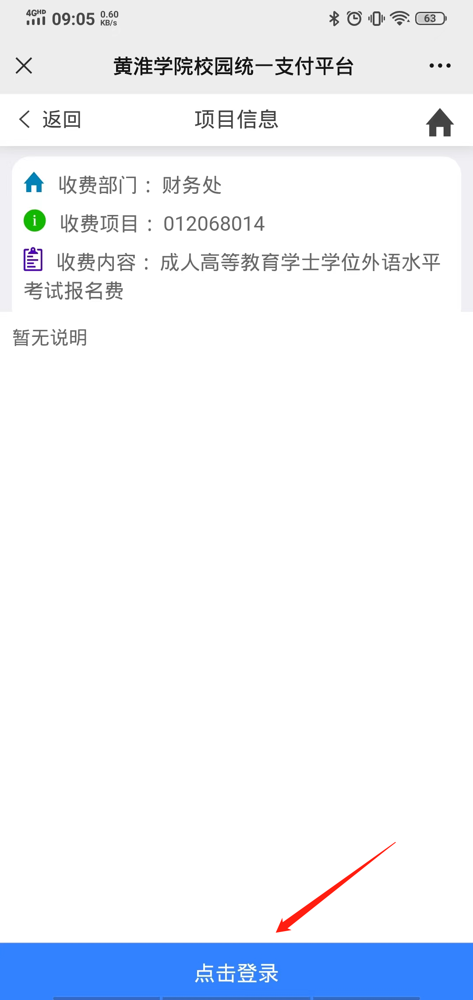 4GHD 09:05 0.60 KB/s 63
黄淮学院校园统一支付平台
返回 项目信息
收费部门： 财务处
收费项目： 012068014
收费内容： 成人高等教育学士学位外语水平
考试报名费
暂无说明
点击登录